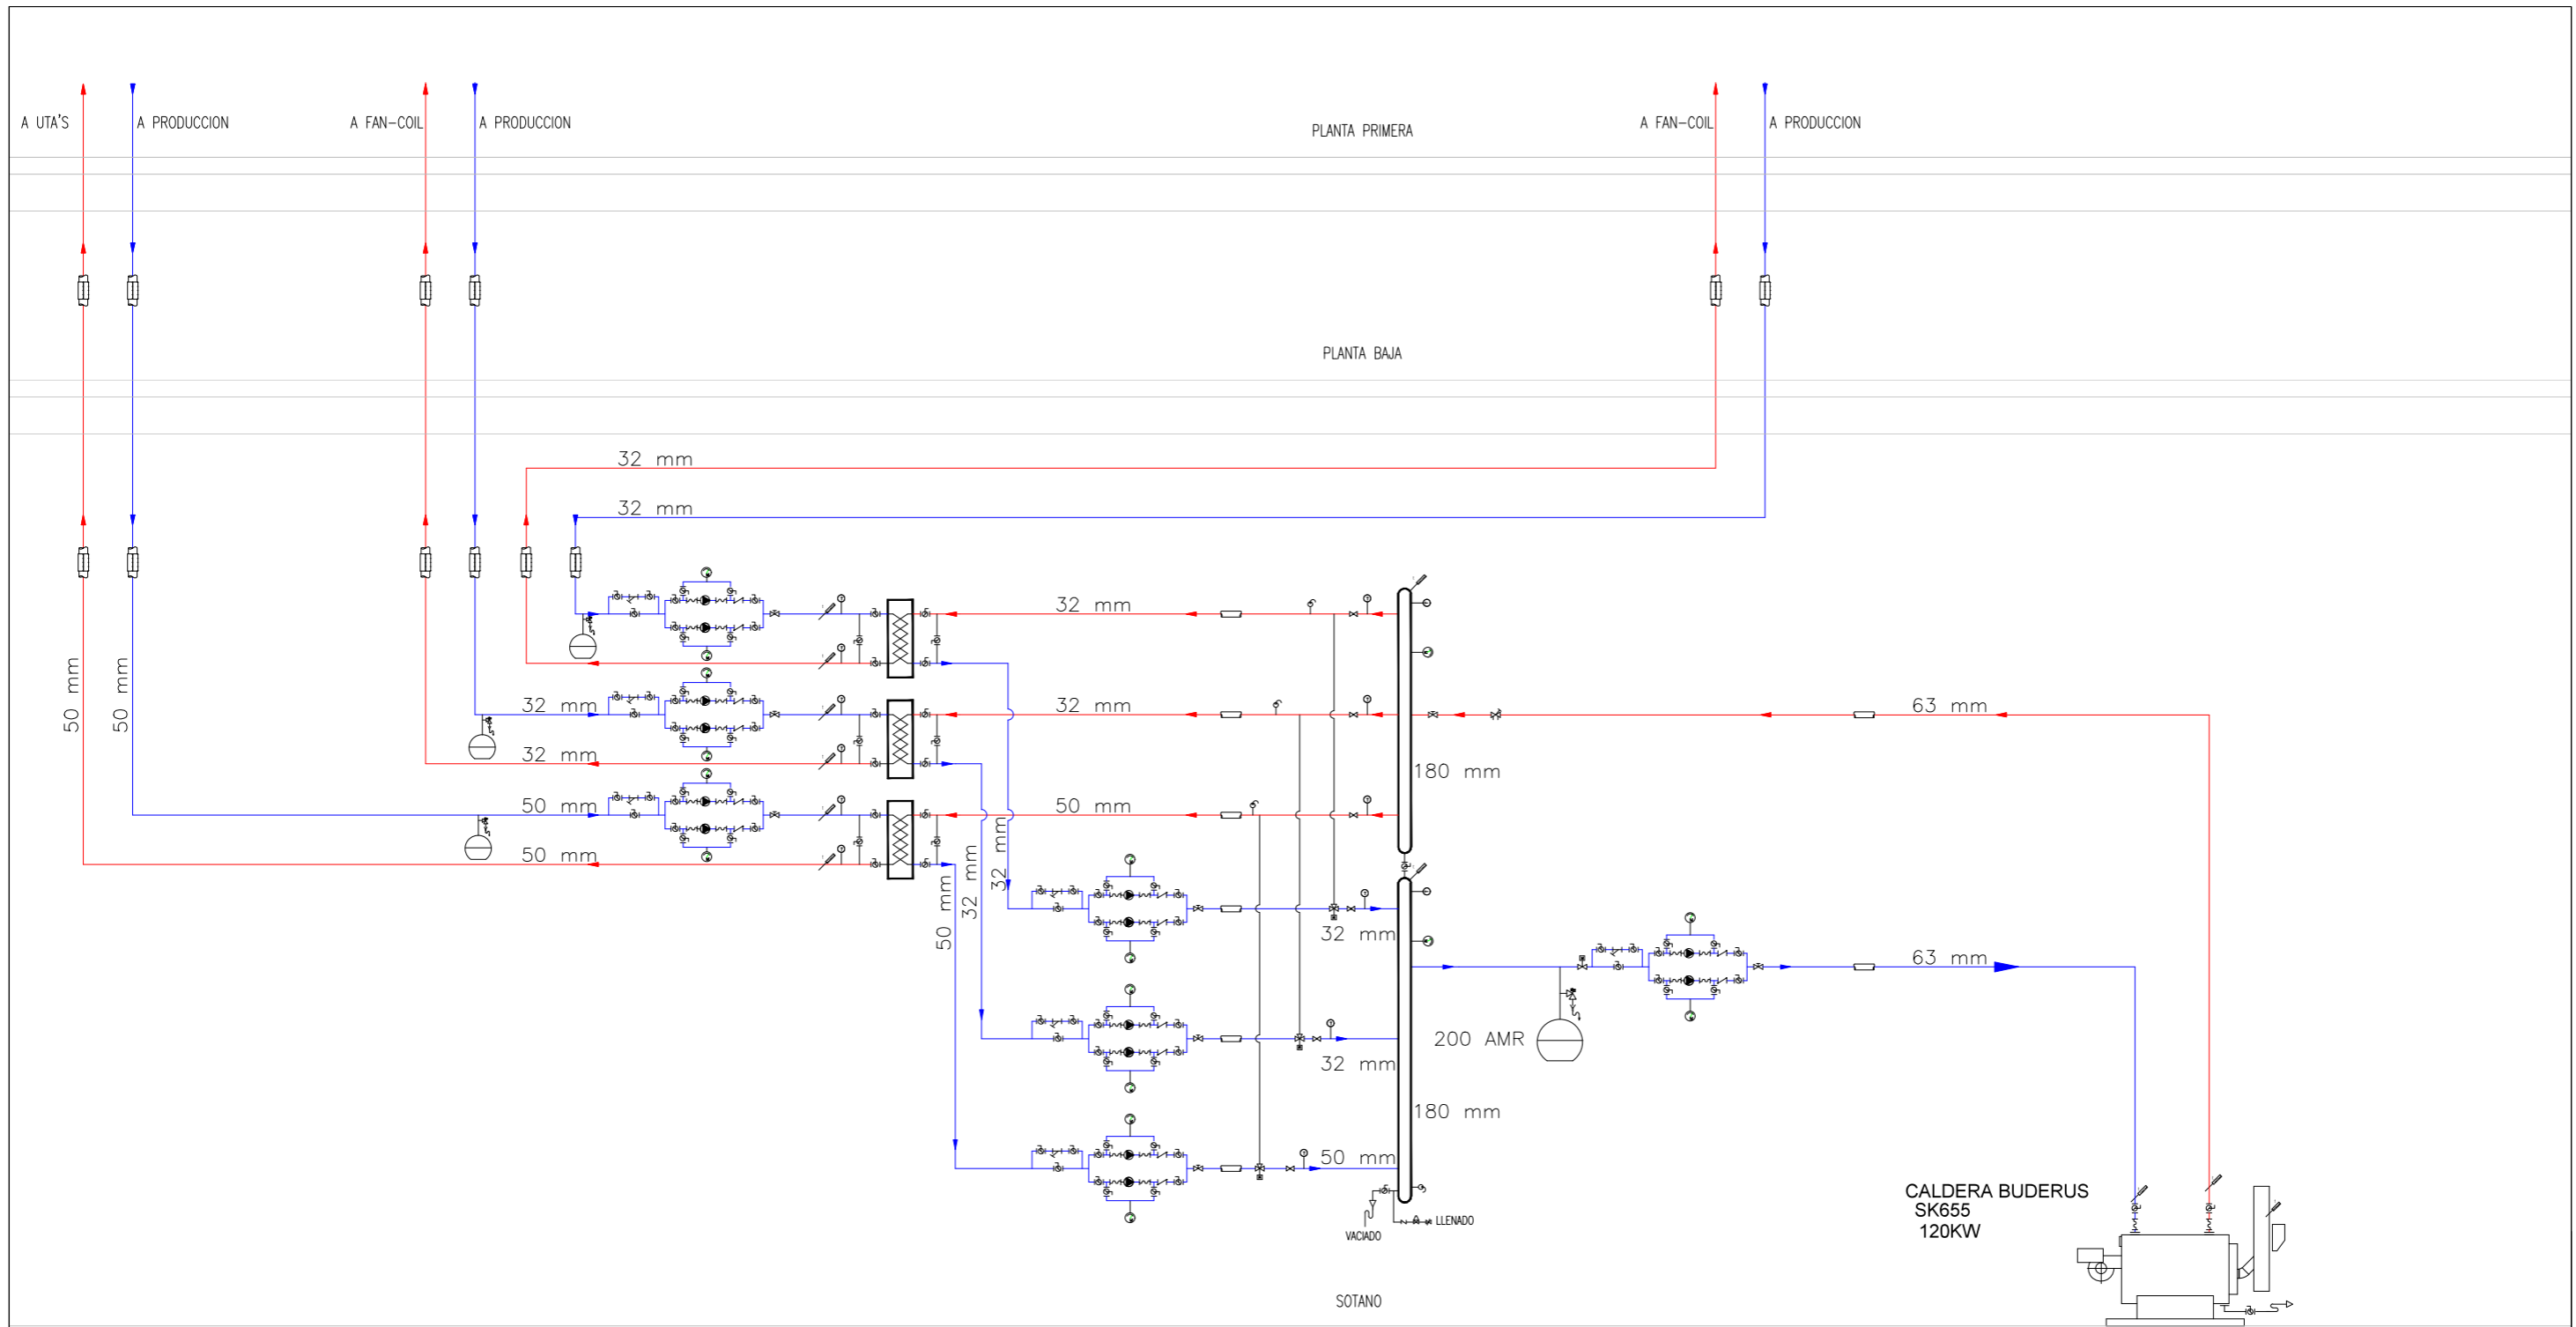 A UTA'S
A PRODUCCION
A FAN-COIL
A PRODUCCION
PLANTA PRIMERA
A FAN-COIL
A PRODUCCION
PLANTA BAJA
32 mm
32 mm
32 mm
50 mm
50 mm
32 mm
32 mm
63 mm
32 mm
180 mm
50 mm
50 mm
50 mm
32 mm
32 mm
50 mm
32 mm
63 mm
200 AMR
32 mm
180 mm
50 mm
CALDERA BUDERUS
SK655
120KW
LLENADO
VACIADO
SOTANO